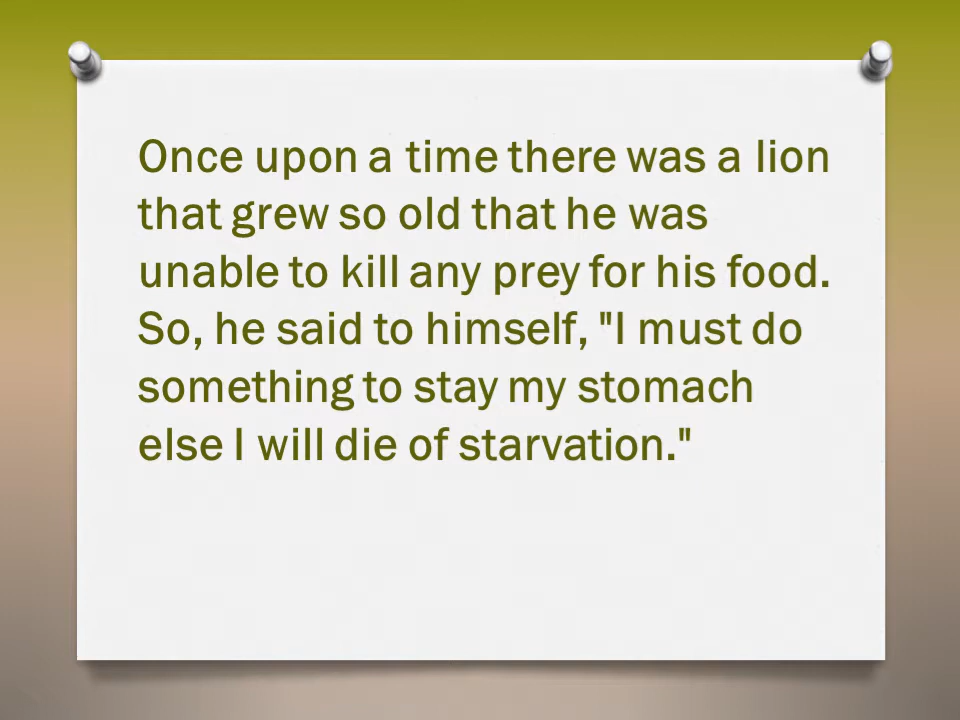 Once upon a time there was a lion
that grew so old that he was
unable to kill any prey for his food.
So, he said to himself, "I must do
something to stay my stomach
else I will die of starvation."